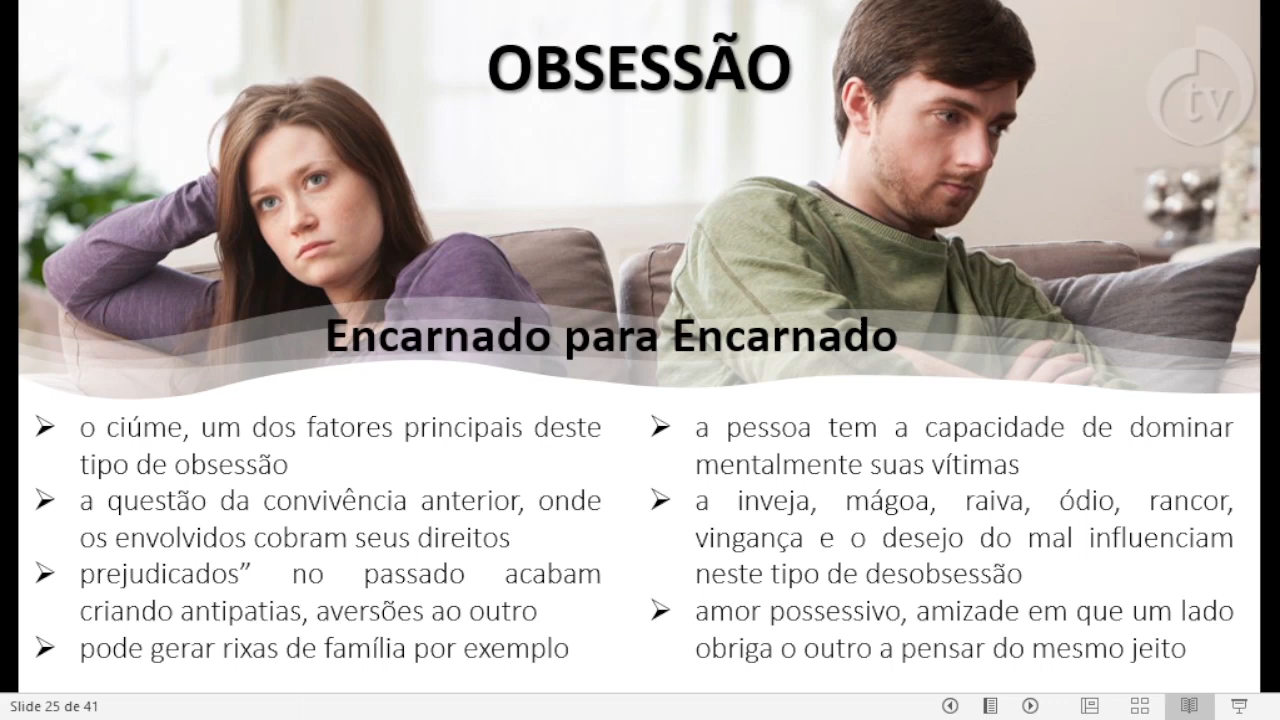 OBSESSÃO
tv
Encarnado para Encarnado
o ciúme, um dos fatores principais deste
tipo de obsessão
a questão da convivência anterior, onde
os envolvidos cobram seus direitos
prejudicados” no passado acabam
criando antipatias, aversões ao outro
pode gerar rixas de família por exemplo
a pessoa tem a capacidade de dominar
mentalmente suas vítimas
a inveja, mágoa, raiva, ódio, rancor,
vingança e o desejo do mal influenciam
neste tipo de desobsessão
amor possessivo, amizade em que um lado
obriga o outro a pensar do mesmo jeito
Slide 25 de 41